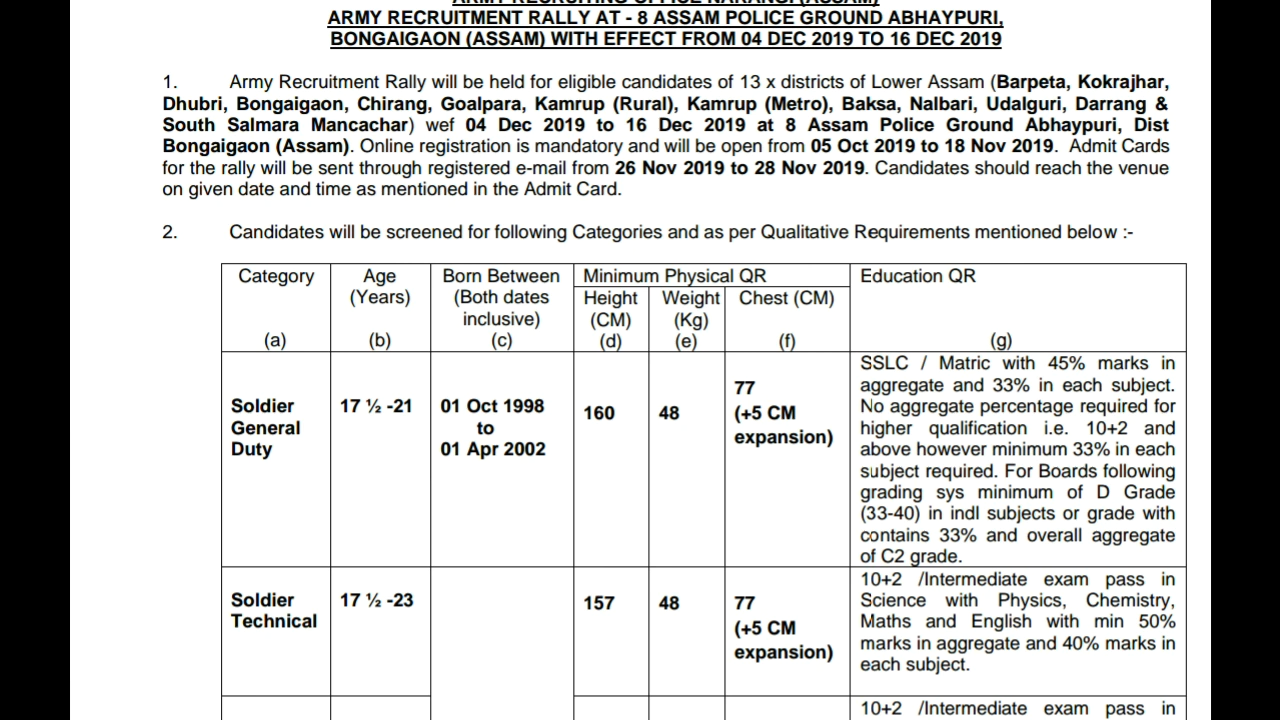 ARMY RECRUITING OFFICE NARANGI (ASSAM)
ARMY RECRUITMENT RALLY AT - 8 ASSAM POLICE GROUND ABHAYPURI,
BONGAIGAON (ASSAM) WITH EFFECT FROM 04 DEC 2019 TO 16 DEC 2019
1. Army Recruitment Rally will be held for eligible candidates of 13 x districts of Lower Assam (Barpeta, Kokrajhar,
Dhubri, Bongaigaon, Chirang, Goalpara, Kamrup (Rural), Kamrup (Metro), Baksa, Nalbari, Udalguri, Darrang &
South Salmara Mancachar) wef 04 Dec 2019 to 16 Dec 2019 at 8 Assam Police Ground Abhaypuri, Dist
Bongaigaon (Assam). Online registration is mandatory and will be open from 05 Oct 2019 to 18 Nov 2019. Admit Cards
for the rally will be sent through registered e-mail from 26 Nov 2019 to 28 Nov 2019. Candidates should reach the venue
on given date and time as mentioned in the Admit Card.
2. Candidates will be screened for following Categories and as per Qualitative Requirements mentioned below :-
Category
(a)
Age
(Years)
(b)
Born Between
(Both dates
inclusive)
(c)
Minimum Physical QR
Height
(CM)
(d)
Weight
(Kg)
(e)
Chest (CM)
(f)
Education QR
(g)
Soldier
General
Duty
17 ½ -21
01 Oct 1998
to
01 Apr 2002
160
48
77
(+5 CM
expansion)
SSLC / Matric with 45% marks in
aggregate and 33% in each subject.
No aggregate percentage required for
higher qualification i.e. 10+2 and
above however minimum 33% in each
subject required. For Boards following
grading sys minimum of D Grade
(33-40) in indl subjects or grade with
contains 33% and overall aggregate
of C2 grade.
Soldier
Technical
17 ½ -23
157
48
77
(+5 CM
expansion)
10+2 /Intermediate exam pass in
Science with Physics, Chemistry,
Maths and English with min 50%
marks in aggregate and 40% marks in
each subject.
10+2 /Intermediate exam pass in